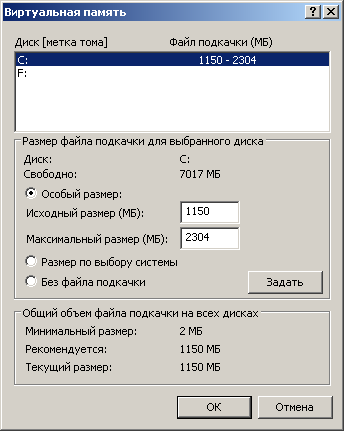 Виртуальная память
Диск [метка тома] Файл подкачки (МБ)
C: 1150 - 2304
F:
Размер файла подкачки для выбранного диска
Диск: C:
Свободно: 7017 МБ
Особый размер:
Исходный размер (МБ): 1150
Максимальный размер (МБ): 2304
Размер по выбору системы
Без файла подкачки Задать
Общий объем файла подкачки на всех дисках
Минимальный размер: 2 МБ
Рекомендуется: 1150 МБ
Текущий размер: 1150 МБ
ОК Отмена